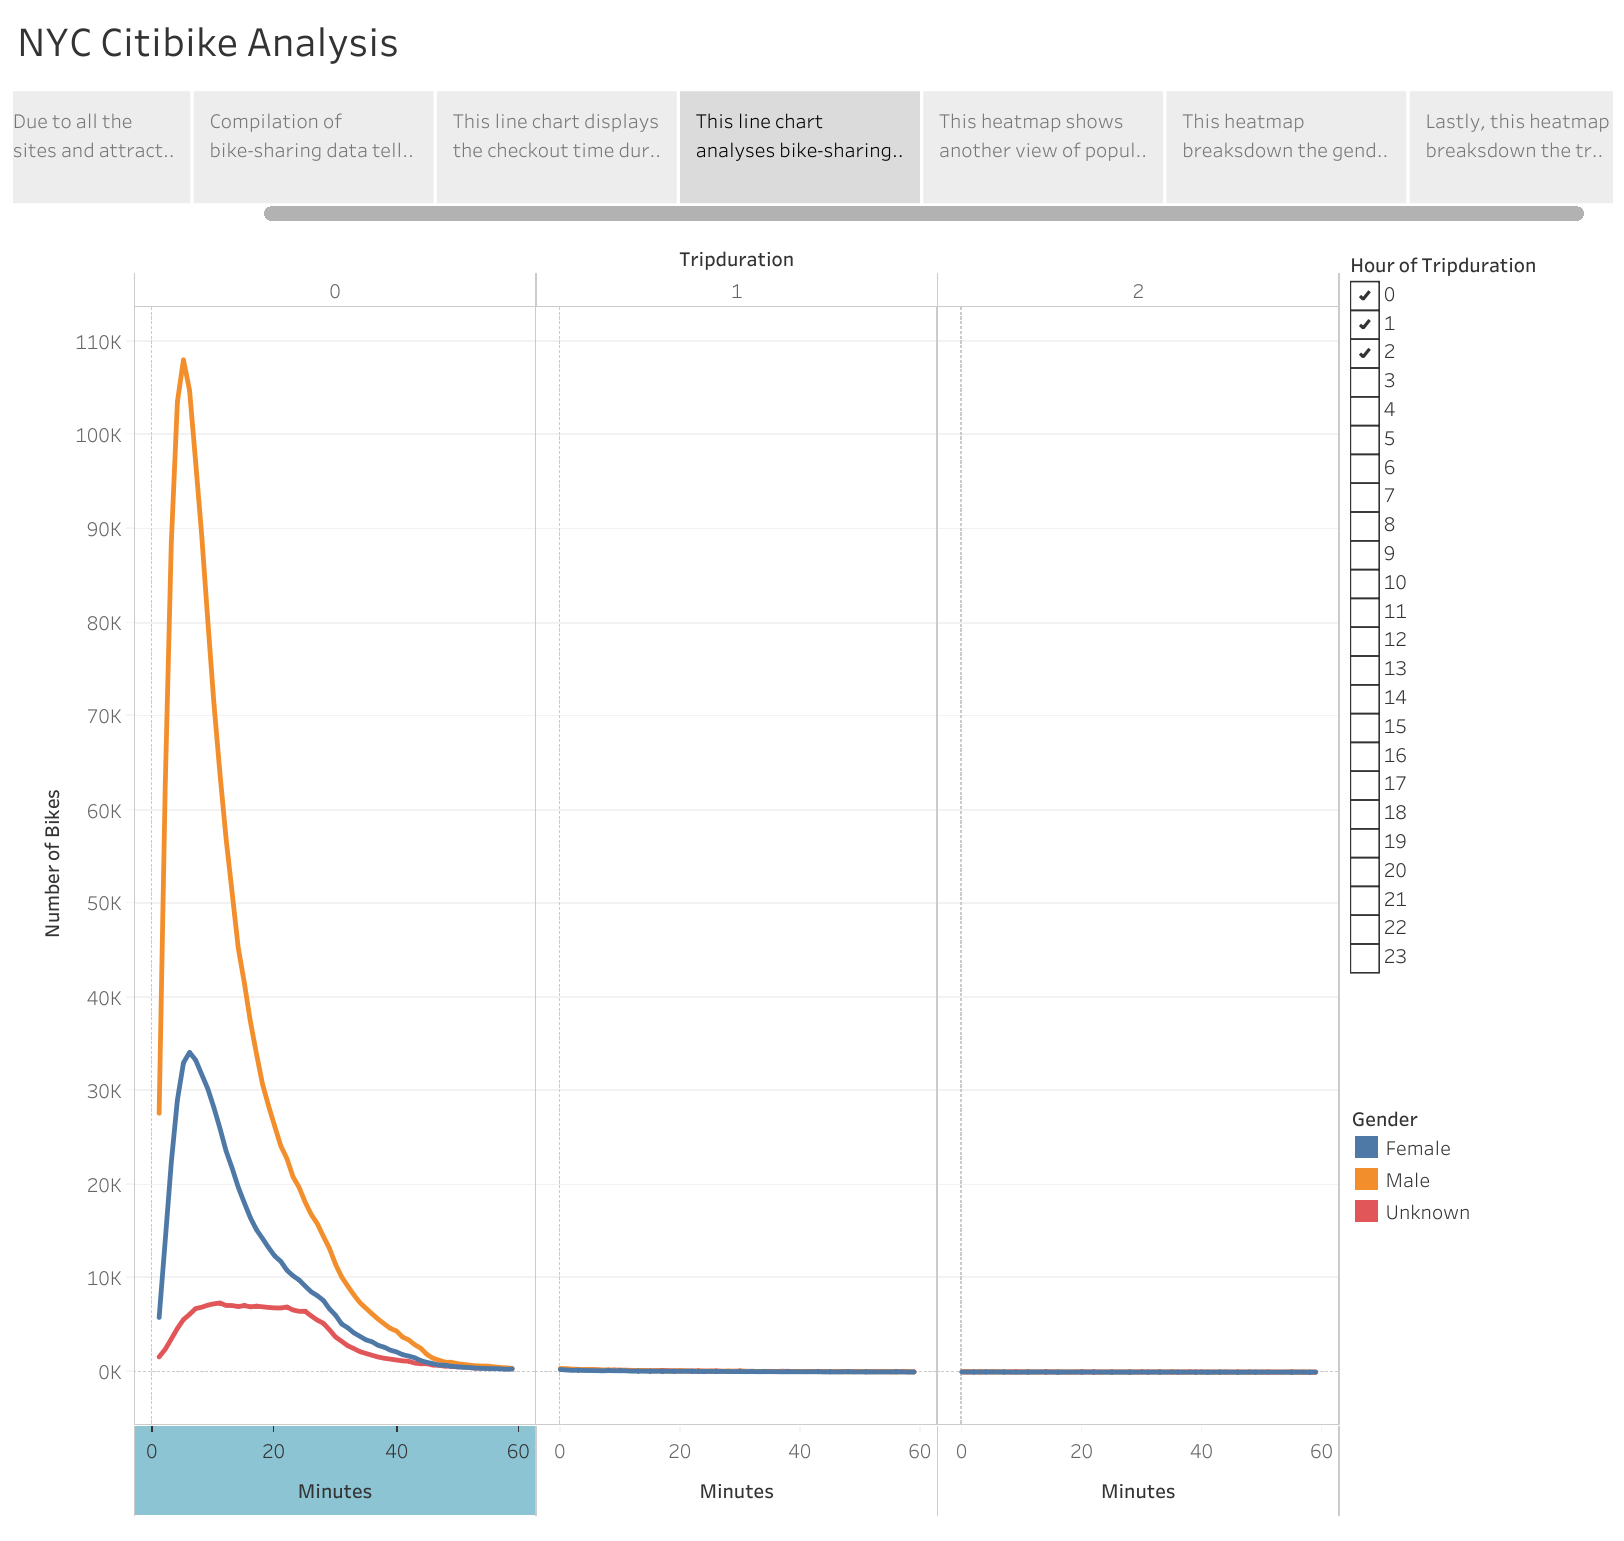 NYC Citibike Analysis
Due to all the
sites and attract..
Compilation of
bike-sharing data tell..
This line chart displays
the checkout time dur..
This line chart
analyses bike-sharing..
This heatmap shows
another view of popul..
This heatmap
breaksdown the gend..
Lastly, this heatmap
breaksdown the tr..
Tripduration
0 1 2
110K
100K
90K
80K
70K
60K
50K
40K
30K
20K
10K
0K
Number of Bikes
0 20 40 60 0 20 40 60 0 20 40 60
Minutes Minutes Minutes
Hour of Tripduration
0
1
2
3
4
5
6
7
8
9
10
11
12
13
14
15
16
17
18
19
20
21
22
23
Gender
Female
Male
Unknown